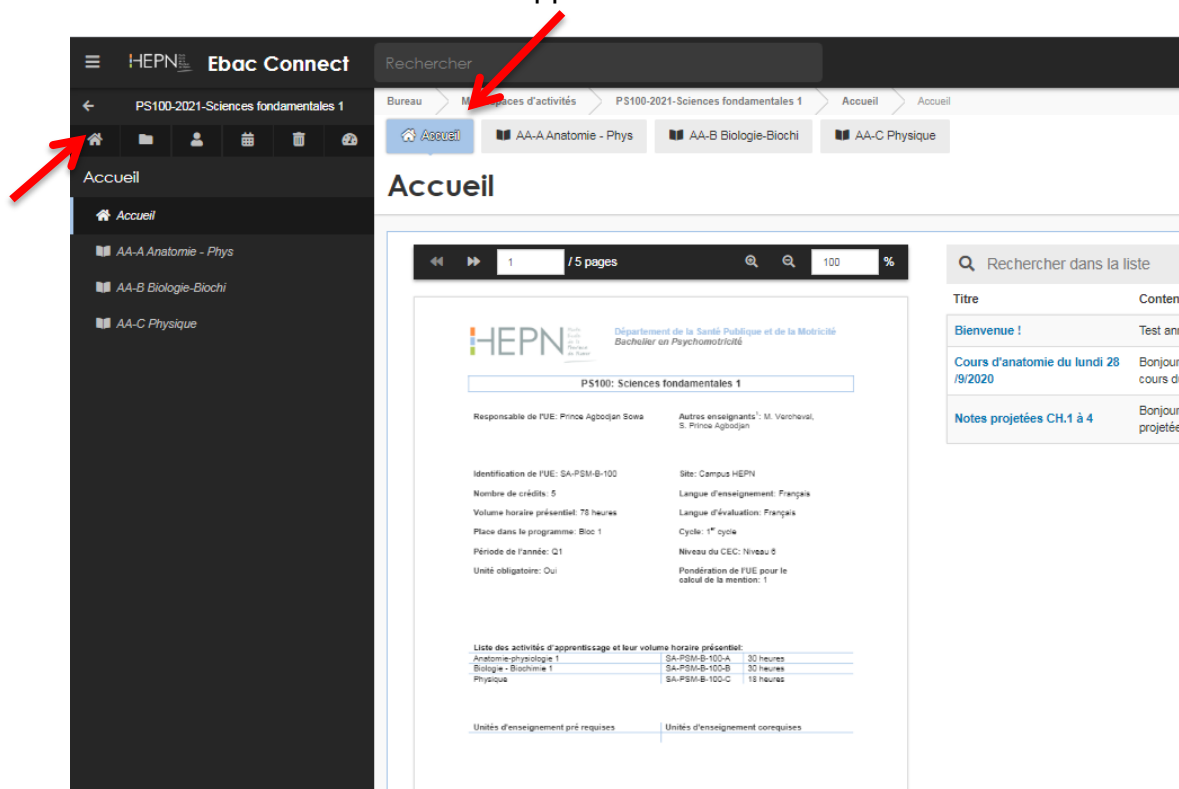 HEPN Ebac Connect
Rechercher
PS100-2021-Sciences fondamentales 1
Bureau
PS100-2021-Sciences fondamentales 1
Accueil
Accueil
Accueil
AA-A Anatomie - Phys
AA-B Biologie-Biochi
AA-C Physique
Accueil
Accueil
AA-A Anatomie - Phys
AA-B Biologie-Biochi
AA-C Physique
Accueil
1 / 5 pages 100 %
HEPN
Département de la Santé Publique et de la Motricité
Bachelier en Psychomotricité
PS100: Sciences fondamentales 1
Responsable de l'UE: Prince Agbodjan Sewa
Autres enseignants¹: M. Vercheval,
S. Prince Agbodjan
Identification de l'UE: SA-PSM-B-100
Site: Campus HEPN
Nombre de crédits: 5
Langue d'enseignement: Français
Volume horaire présentiel: 78 heures
Langue d'évaluation: Français
Place dans le programme: Bloc 1
Cycle: 1er cycle
Période de l'année: Q1
Niveau du CEC: Niveau 6
Unité obligatoire: Oui
Pondération de l'UE pour le
calcul de la mention: 1
Liste des activités d'apprentissage et leur volume horaire présentiel:
Anatomie-physiologie 1 SA-PSM-B-100-A 30 heures
Biologie - Biochimie 1 SA-PSM-B-100-B 30 heures
Physique SA-PSM-B-100-C 18 heures
Unités d'enseignement pré requises
Unités d'enseignement corequises
Rechercher dans la liste
Titre Conten
Bienvenue ! Test an
Cours d'anatomie du lundi 28
/9/2020
Bonjour
cours d
Notes projetées CH.1 à 4
Bonjour
projetée